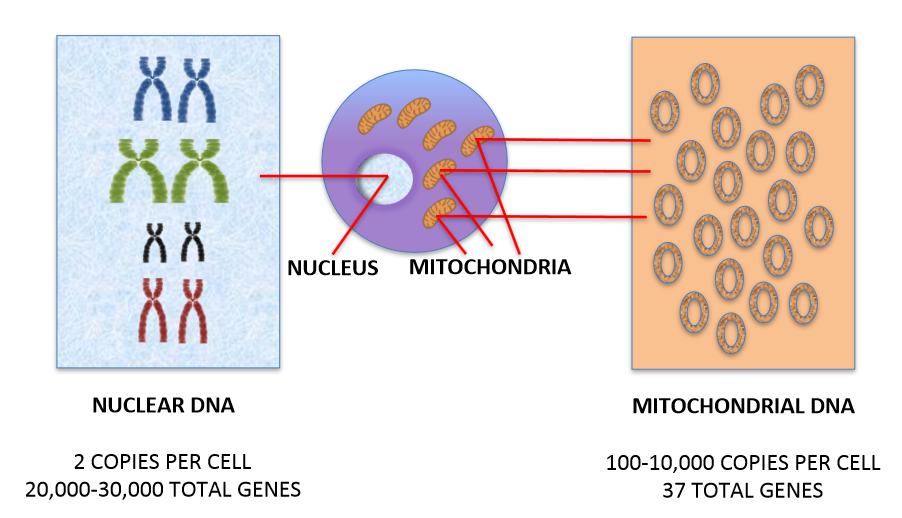 NUCLEUS
MITOCHONDRIA
NUCLEAR DNA
2 COPIES PER CELL
20,000-30,000 TOTAL GENES
MITOCHONDRIAL DNA
100-10,000 COPIES PER CELL
37 TOTAL GENES